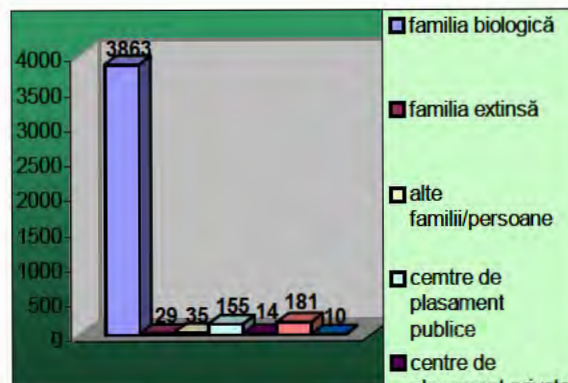 3863
4000
3500
3000
2500
2000
1500
1000
500
0
29 35 155 14 181 10
familia biologică
familia extinsă
alte
familii/persoane
cemtre de
plasament
publice
centre de